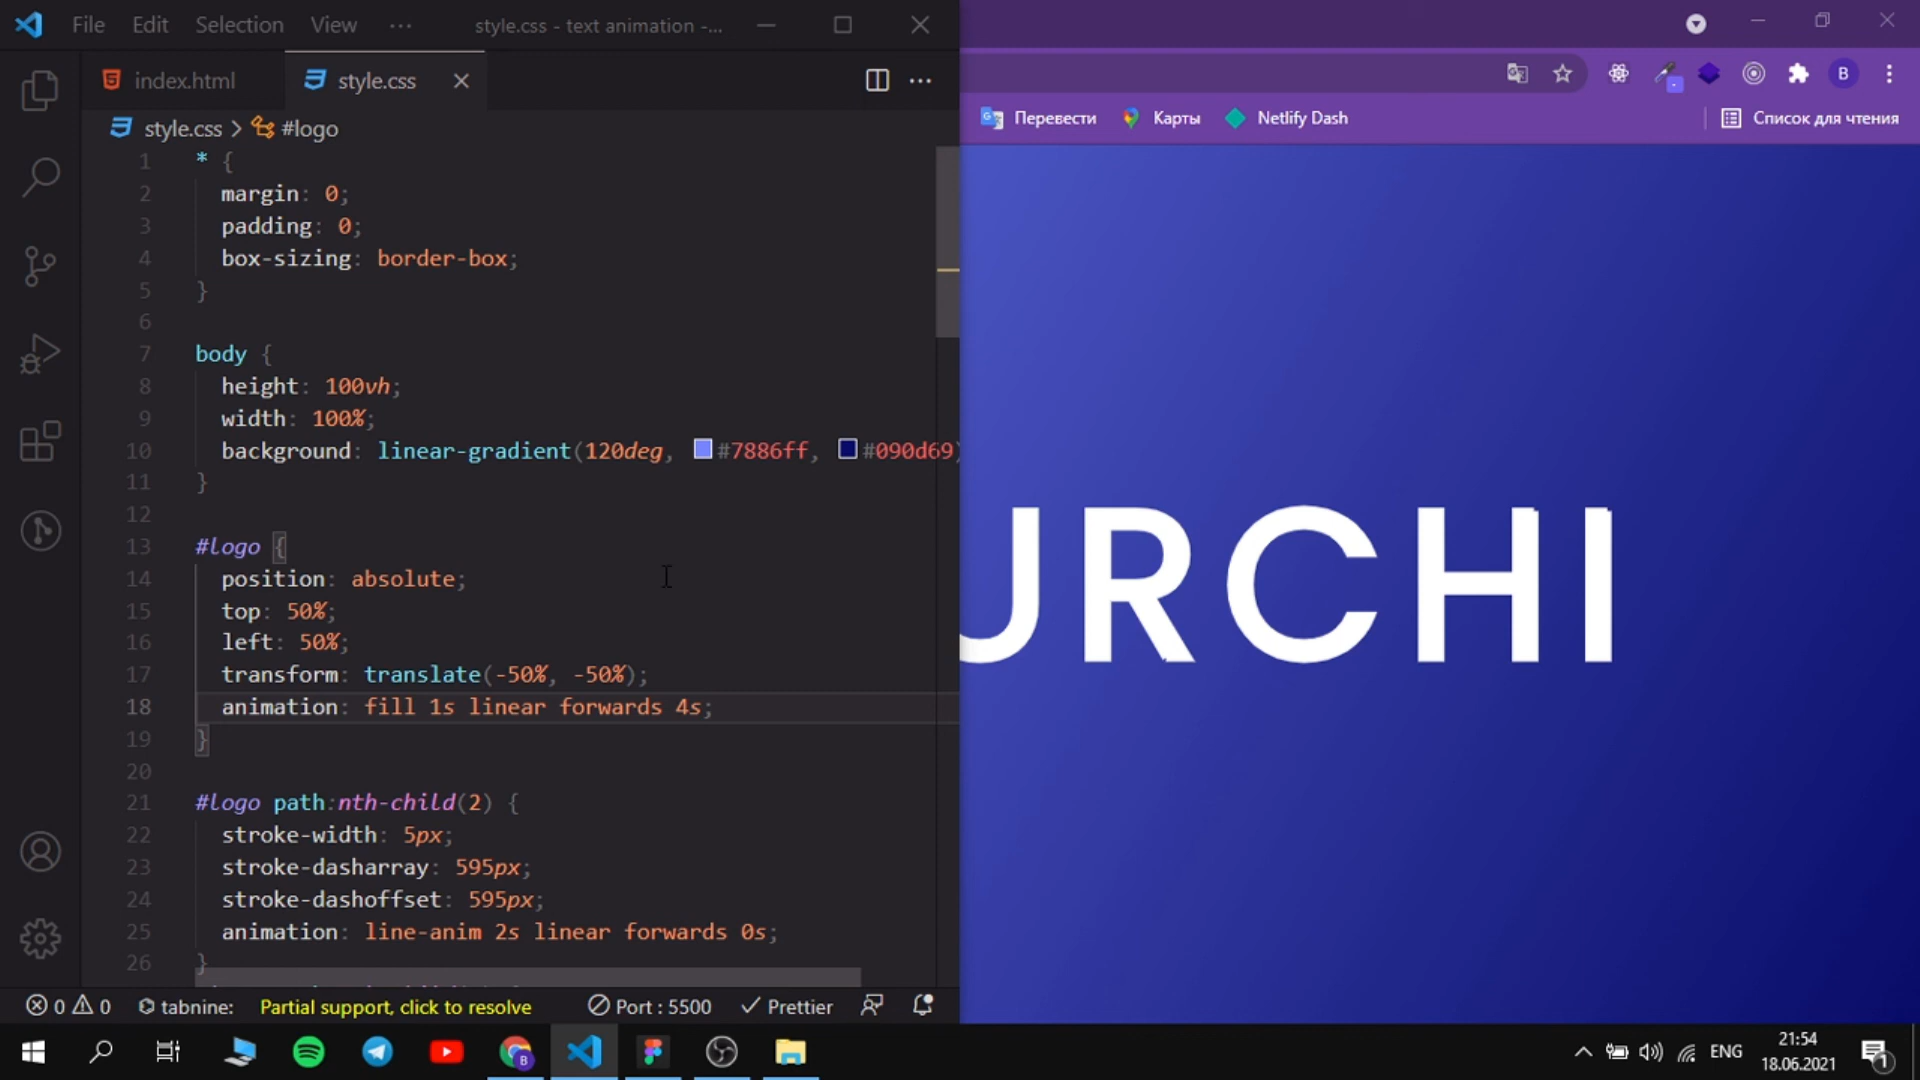 File Edit Selection View ··· style.css - text animation -...
index.html style.css
style.css > #logo
1 * {
2 margin: 0;
3 padding: 0;
4 box-sizing: border-box;
5 }
6
7 body {
8 height: 100vh;
9 width: 100%;
10 background: linear-gradient(120deg, #7886ff, #090d69)
11 }
12
13 #logo {
14 position: absolute;
15 top: 50%;
16 left: 50%;
17 transform: translate(-50%, -50%);
18 animation: fill 1s linear forwards 4s;
19 }
20
21 #logo path:nth-child(2) {
22 stroke-width: 5px;
23 stroke-dasharray: 595px;
24 stroke-dashoffset: 595px;
25 animation: line-anim 2s linear forwards 0s;
26 }
0 0 tabnine: Partial support, click to resolve Port : 5500 Prettier
B
Перевести Карты Netlify Dash Список для чтения
URCHI
B
ENG
21:54
18.06.2021
1